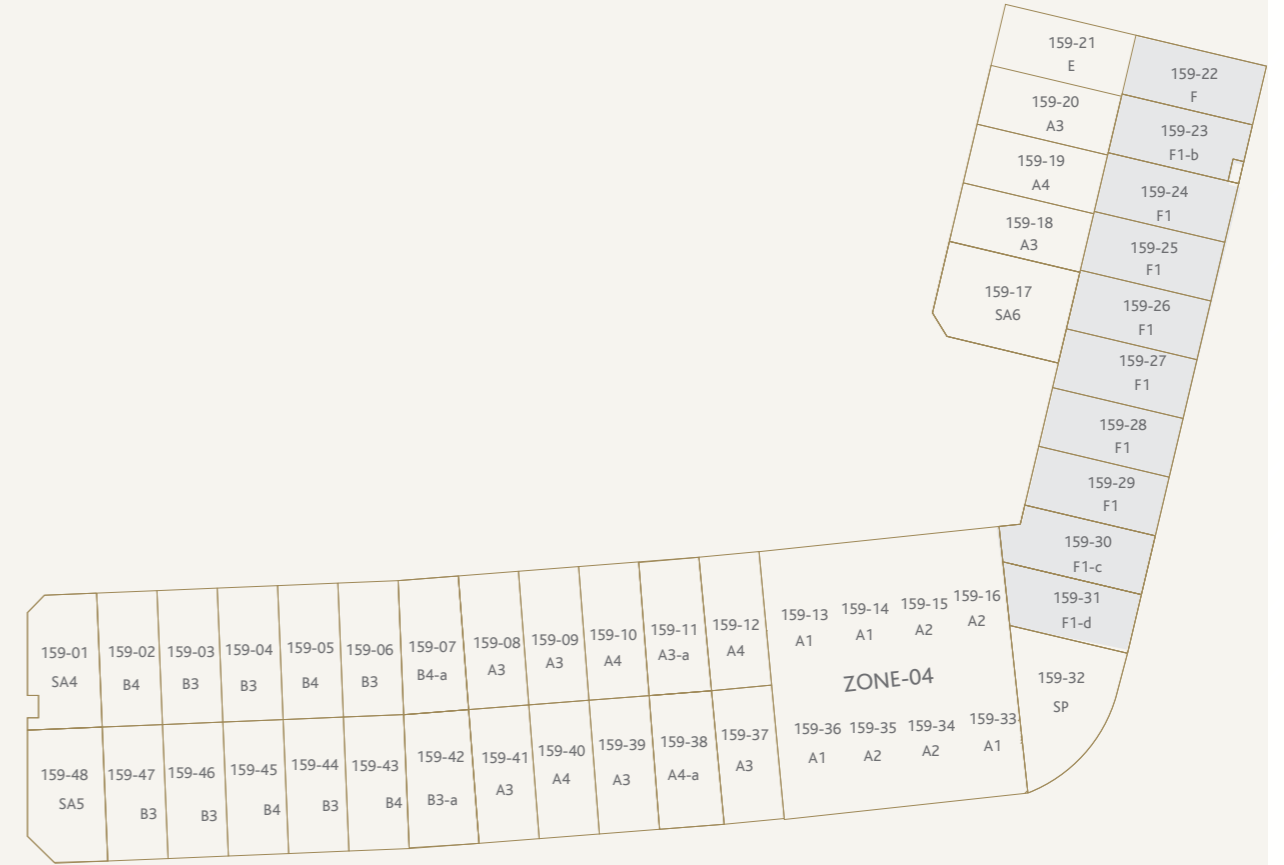 159-21
E
159-22
F
159-20
A3
159-23
F1-b
159-19
A4
159-24
F1
159-18
A3
159-25
F1
159-17
SA6
159-26
F1
159-27
F1
159-28
F1
159-29
F1
159-30
F1-c
159-31
F1-d
159-32
SP
159-01
SA4
159-02
B4
159-03
B3
159-04
B3
159-05
B4
159-06
B3
159-07
B4-a
159-08
A3
159-09
A3
159-10
A4
159-11
A3-a
159-12
A4
159-13
A1
159-14
A1
159-15
A2
159-16
A2
ZONE-04
159-48
SA5
159-47
B3
159-46
B3
159-45
B4
159-44
B3
159-43
B4
159-42
B3-a
159-41
A3
159-40
A4
159-39
A3
159-38
A4-a
159-37
A3
159-36
A1
159-35
A2
159-34
A2
159-33
A1